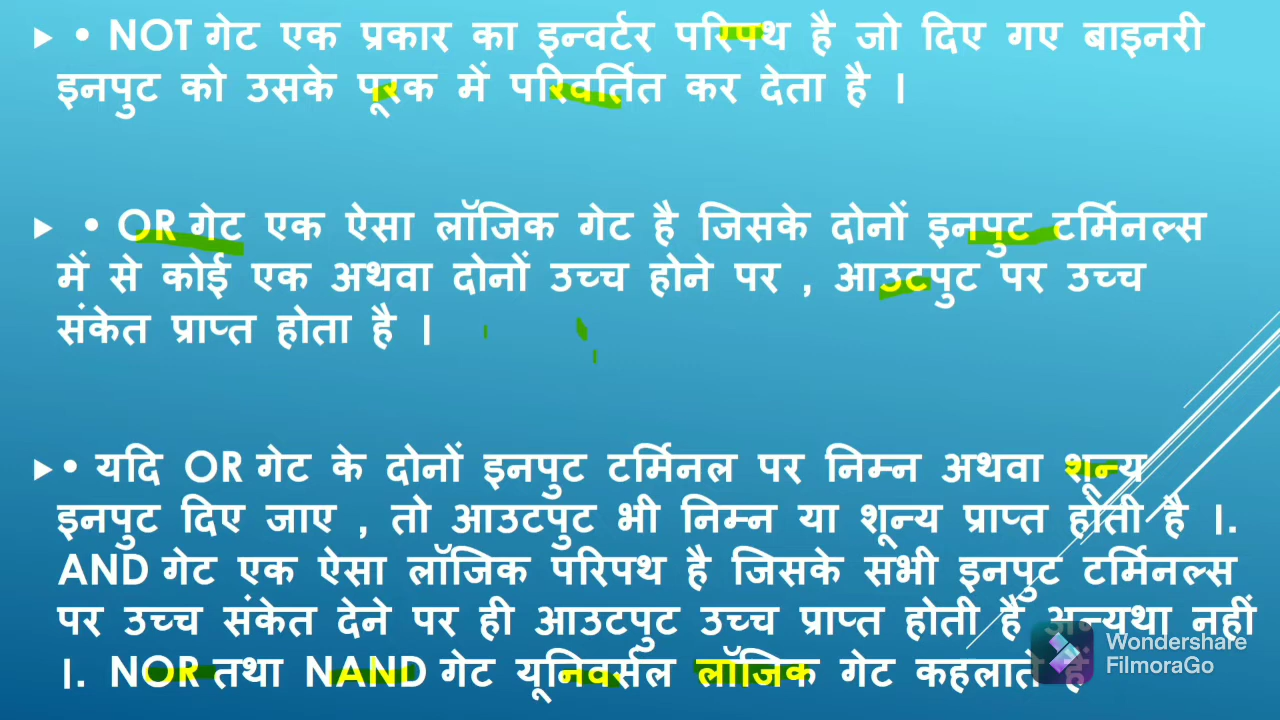 • NOT गेट एक प्रकार का इन्वर्टर परिपथ है जो दिए गए बाइनरी
इनपुट को उसके पूरक में परिवर्तित कर देता है ।
• OR गेट एक ऐसा लॉजिक गेट है जिसके दोनों इनपुट टर्मिनल्स
में से कोई एक अथवा दोनों उच्च होने पर , आउटपुट पर उच्च
संकेत प्राप्त होता है ।
• यदि OR गेट के दोनों इनपुट टर्मिनल पर निम्न अथवा शून्य
इनपुट दिए जाए , तो आउटपुट भी निम्न या शून्य प्राप्त होती है ।.
AND गेट एक ऐसा लॉजिक परिपथ है जिसके सभी इनपुट टर्मिनल्स
पर उच्च संकेत देने पर ही आउटपुट उच्च प्राप्त होती है अन्यथा नहीं
।. NOR तथा NAND गेट यूनिवर्सल लॉजिक गेट कहलाते हैं
Wondershare
FilmoraGo